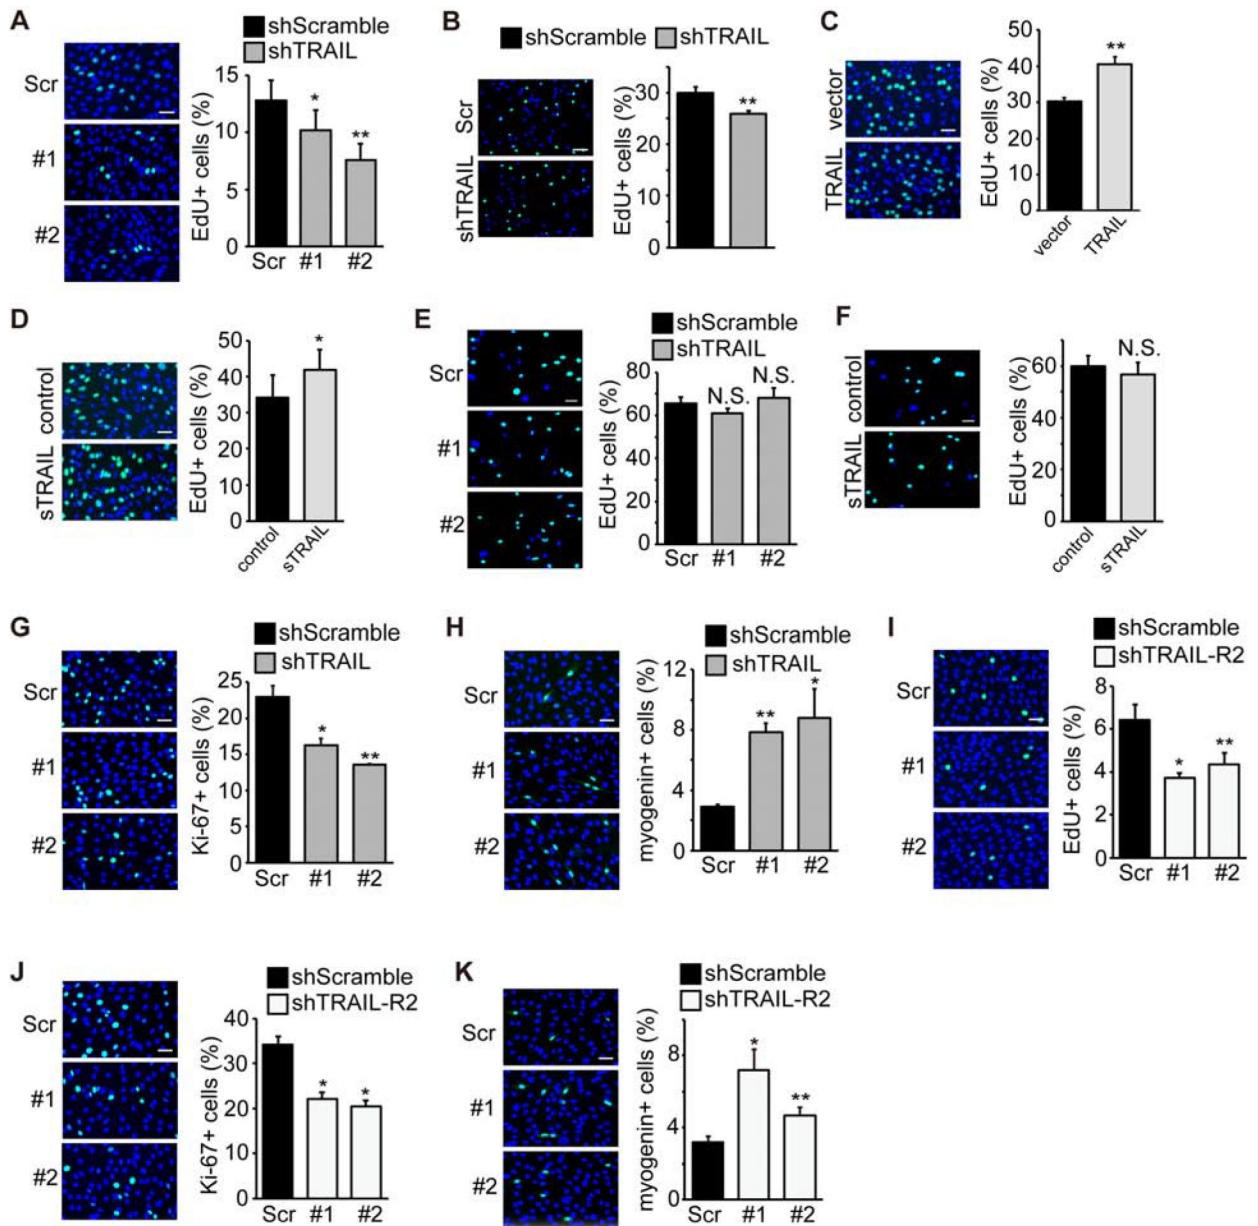 A
shScramble
shTRAIL
Scr
#1
#2
EdU+ cells (%)
15
10
5
0
*
**
Scr #1 #2
B
shScramble shTRAIL
Scr
shTRAIL
EdU+ cells (%)
30
20
10
0
**
C
vector
TRAIL
EdU+ cells (%)
50
40
30
20
10
0
**
vector TRAIL
D
control
sTRAIL
EdU+ cells (%)
50
40
30
20
10
0
*
control sTRAIL
E
shScramble
shTRAIL
Scr
#1
#2
EdU+ cells (%)
80
60
40
20
60
N.S. N.S.
Scr #1 #2
F
control
sTRAIL
EdU+ cells (%)
60
40
20
60
N.S.
control sTRAIL
G
shScramble
shTRAIL
Scr
#1
#2
Ki-67+ cells (%)
25
20
15
10
25
0
*
**
Scr #1 #2
H
shScramble
shTRAIL
Scr
#1
#2
myogenin+ cells (%)
12
8
4
0
**
*
Scr #1 #2
I
shScramble
shTRAIL-R2
Scr
#1
#2
EdU+ cells (%)
8
6
4
2
0
*
**
Scr #1 #2
J
shScramble
shTRAIL-R2
Scr
#1
#2
Ki-67+ cells (%)
40
30
20
10
0
* *
Scr #1 #2
K
shScramble
shTRAIL-R2
Scr
#1
#2
myogenin+ cells (%)
8
4
0
*
**
Scr #1 #2